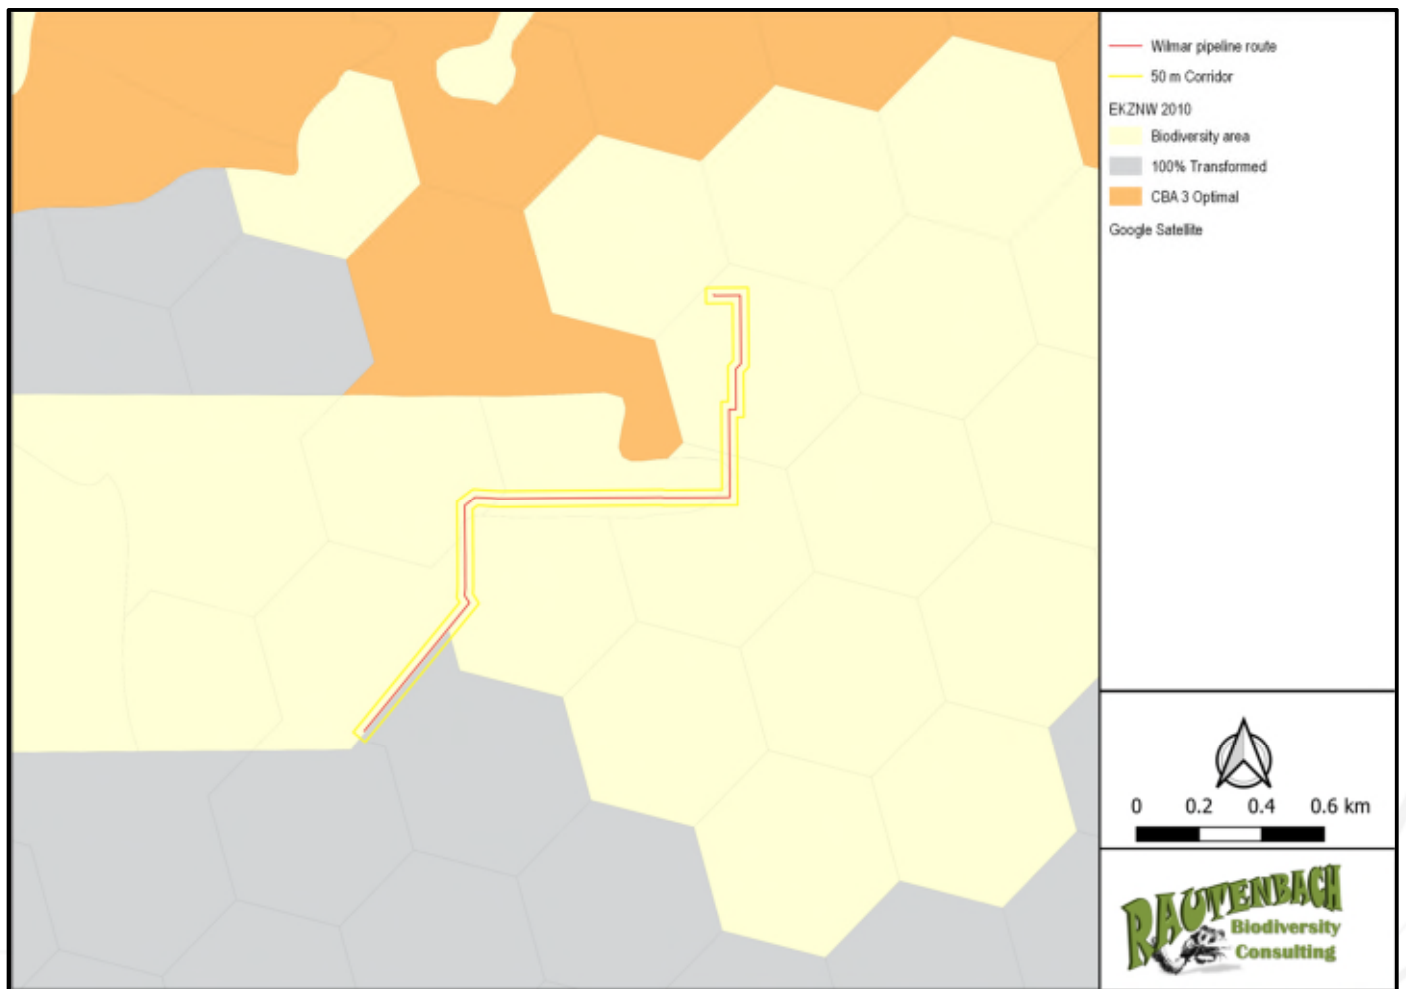 Wilmar pipeline route
50 m Corridor
EKZNW 2010
Biodiversity area
100% Transformed
CBA 3 Optimal
Google Satellite
0 0.2 0.4 0.6 km
RAUTENBACH
Biodiversity
Consulting